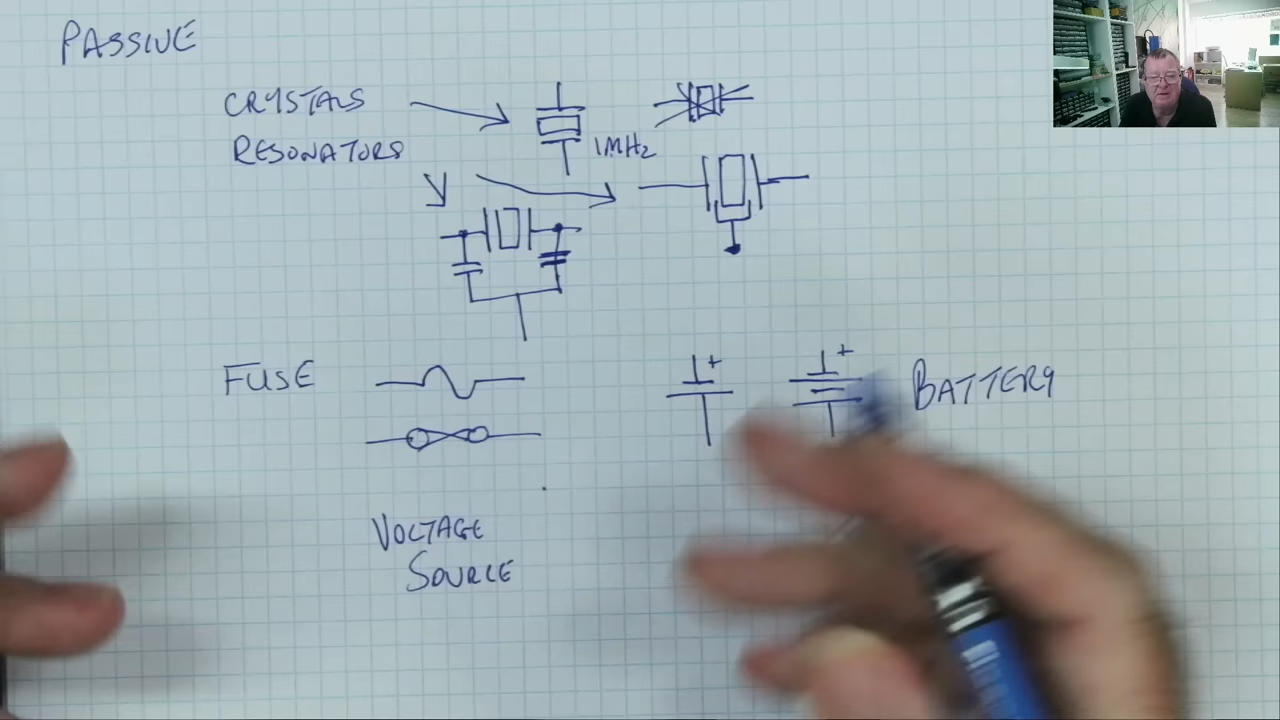 PASSIVE
CRYSTALS
RESONATORS
1MHz
FUSE
+
+
BATTERY
VOLTAGE
SOURCE